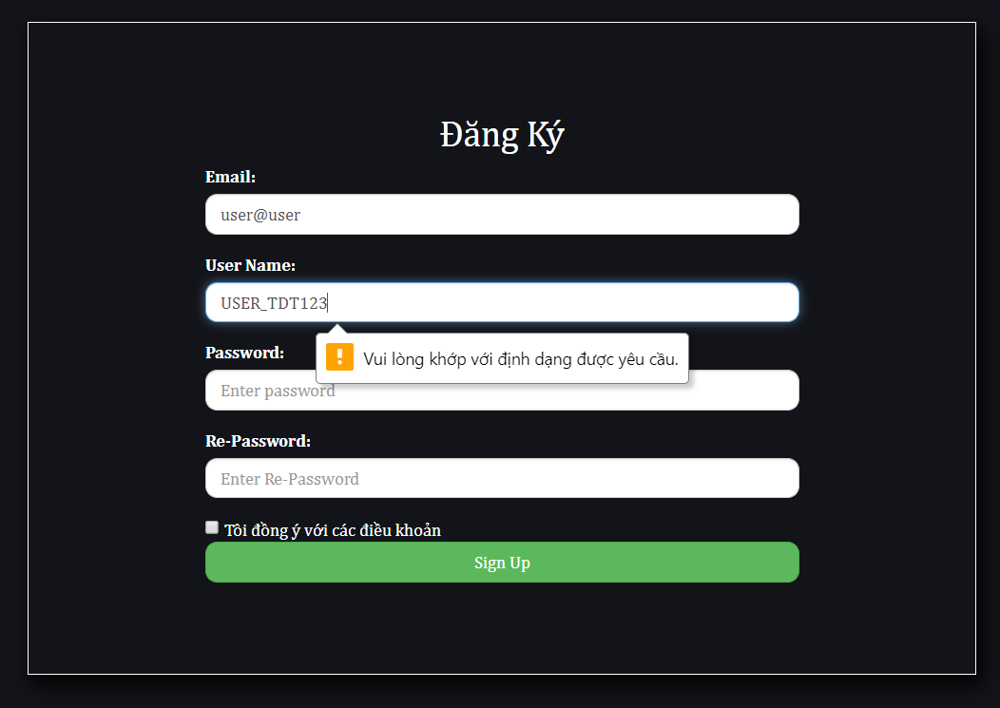 Đăng Ký
Email:
user@user
User Name:
USER_TDT123
Vui lòng khớp với định dạng được yêu cầu.
Password:
Enter password
Re-Password:
Enter Re-Password
Tôi đồng ý với các điều khoản
Sign Up